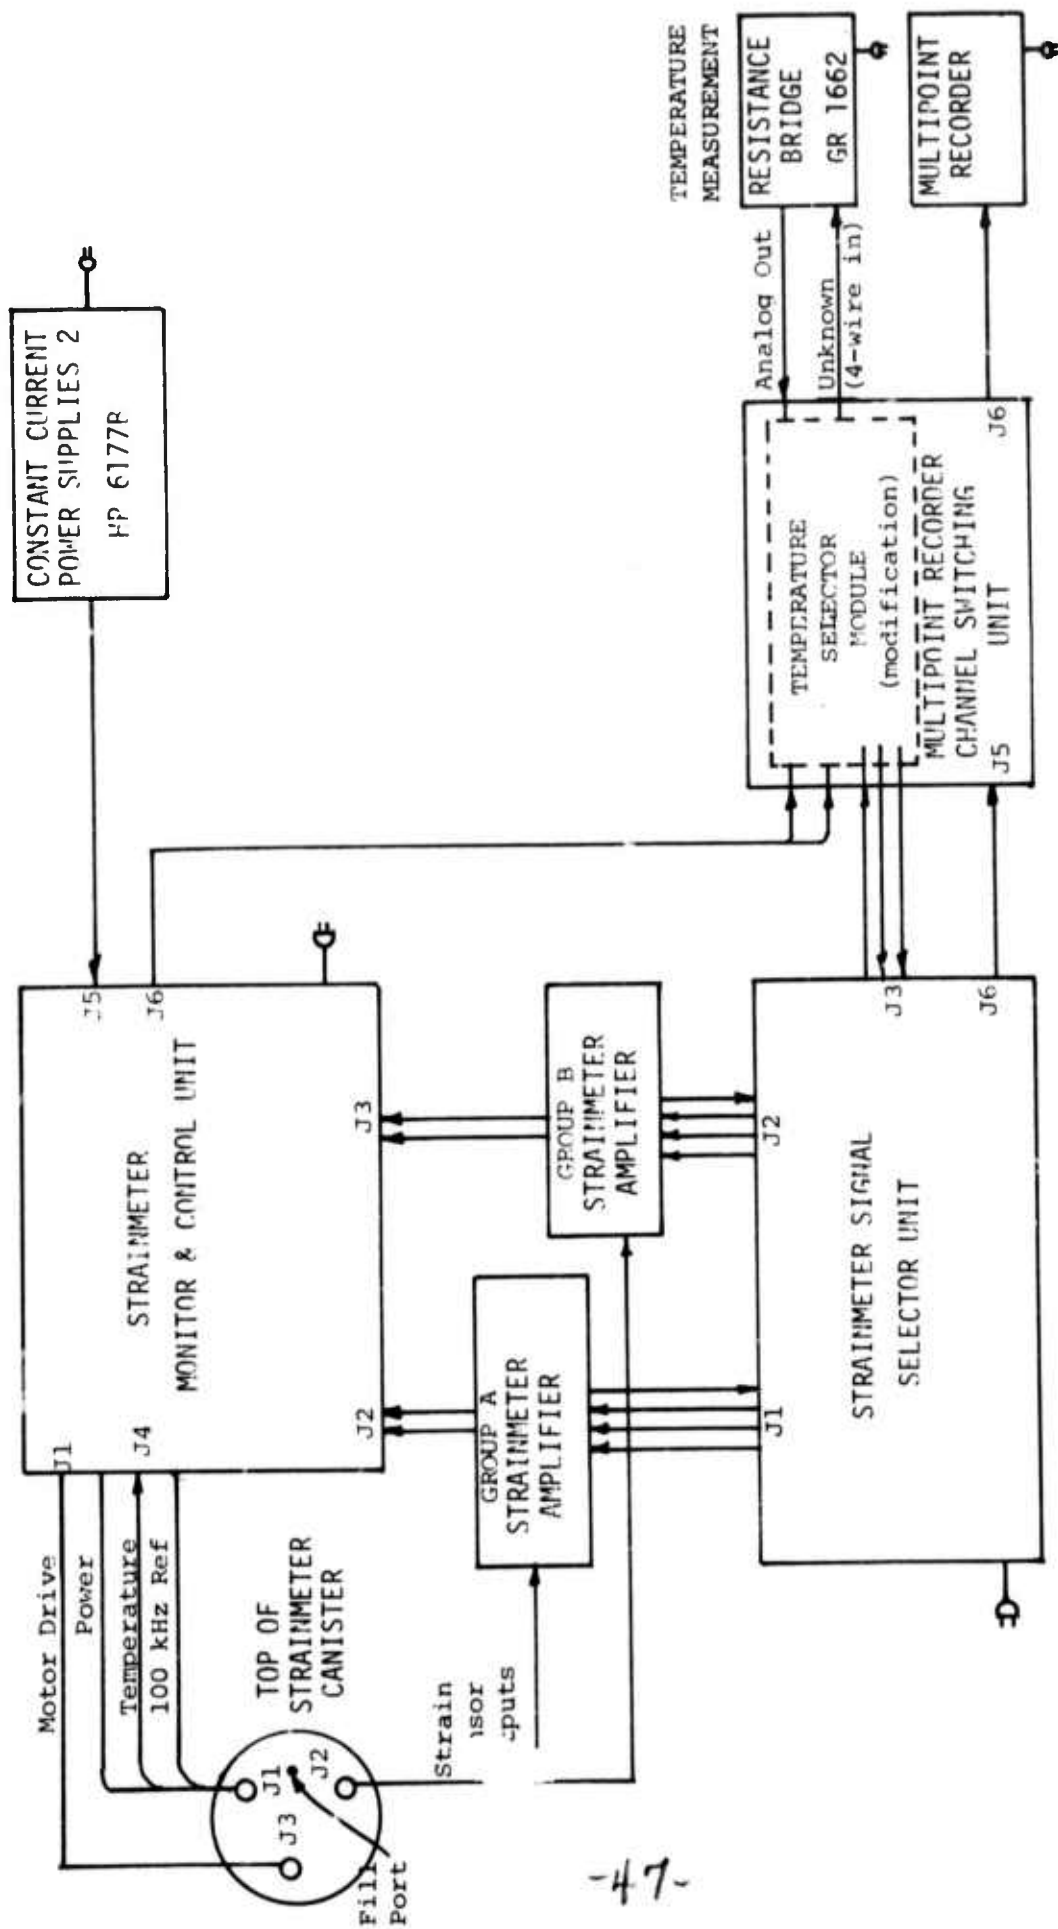 CONSTANT CURRENT
POWER SUPPLIES 2
HP 6177B
J1
J4
J5
J6
STRAINMETER
MONITOR & CONTROL UNIT
J2
J3
Motor Drive
Power
Temperature
100 kHz Ref
TOP OF
STRAINMETER
CANISTER
J3
J1
J2
Fill
Port
Strain
GROUP A
STRAINMETER
AMPLIFIER
GROUP B
STRAINMETER
AMPLIFIER
J1
J2
J3
J6
STRAINMETER SIGNAL
SELECTOR UNIT
TEMPERATURE
SELECTOR
MODULE
(modification)
MULTIPOINT RECORDER
CHANNEL SWITCHING
UNIT
J5
J6
Analog Out
Unknown
(4-wire in)
TEMPERATURE
MEASUREMENT
RESISTANCE
BRIDGE
GR 1662
MULTIPOINT
RECORDER
-47-